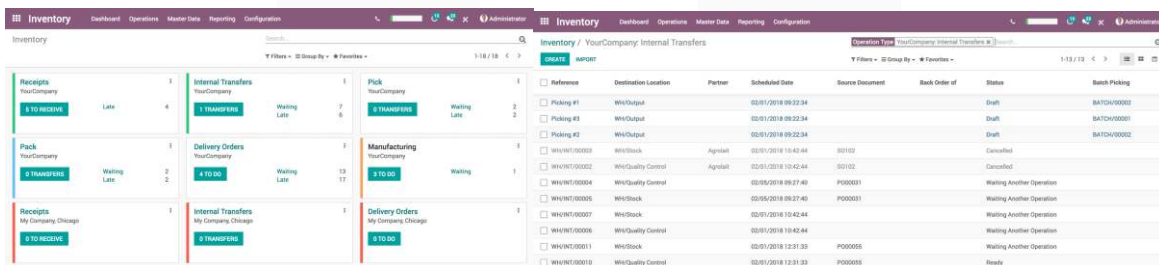 Inventory Dashboard Operations Master Data Reporting Configuration Administrator
Inventory
Search...
Filters Group By Favorites 1-18 / 18
Receipts
YourCompany
5 TO RECEIVE
Late 4
Internal Transfers
YourCompany
1 TRANSFERS
Waiting 7
Late 6
Pick
YourCompany
0 TRANSFERS
Waiting 2
Late 2
Pack
YourCompany
0 TRANSFERS
Waiting 2
Late 2
Delivery Orders
YourCompany
4 TO DO
Waiting 13
Late 17
Manufacturing
YourCompany
3 TO DO
Waiting 1
Receipts
My Company, Chicago
0 TO RECEIVE
Internal Transfers
My Company, Chicago
0 TRANSFERS
Delivery Orders
My Company, Chicago
0 TO DO
Inventory Dashboard Operations Master Data Reporting Configuration Administrator
Inventory / YourCompany: Internal Transfers
Operation Type YourCompany: Internal Transfers x Search...
CREATE IMPORT Filters Group By Favorites 1-13 / 13
Reference Destination Location Partner Scheduled Date Source Document Back Order of Status Batch Picking
Picking #1 WH/Output 02/01/2018 09:22:34 Draft BATCH/00002
Picking #3 WH/Output 02/01/2018 09:22:34 Draft BATCH/00001
Picking #2 WH/Output 02/01/2018 09:22:34 Draft BATCH/00002
WH/INT/00003 WH/Stock Agrolait 02/01/2018 10:42:44 SO102 Cancelled
WH/INT/00002 WH/Quality Control Agrolait 02/01/2018 10:42:44 SO102 Cancelled
WH/INT/00004 WH/Quality Control 02/05/2018 09:27:40 PO00031 Waiting Another Operation
WH/INT/00005 WH/Stock 02/05/2018 09:27:40 PO00031 Waiting Another Operation
WH/INT/00007 WH/Stock 02/01/2018 10:42:44 Waiting Another Operation
WH/INT/00006 WH/Quality Control 02/01/2018 10:42:44 Waiting Another Operation
WH/INT/00011 WH/Stock 02/01/2018 12:31:33 PO00055 Waiting Another Operation
WH/INT/00010 WH/Quality Control 02/01/2018 12:31:33 PO00055 Ready